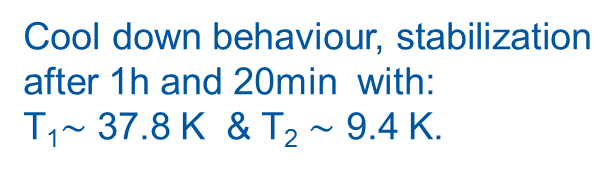 Cool down behaviour, stabilization
after 1h and 20min with:
T₁~ 37.8 K & T₂ ~ 9.4 K.